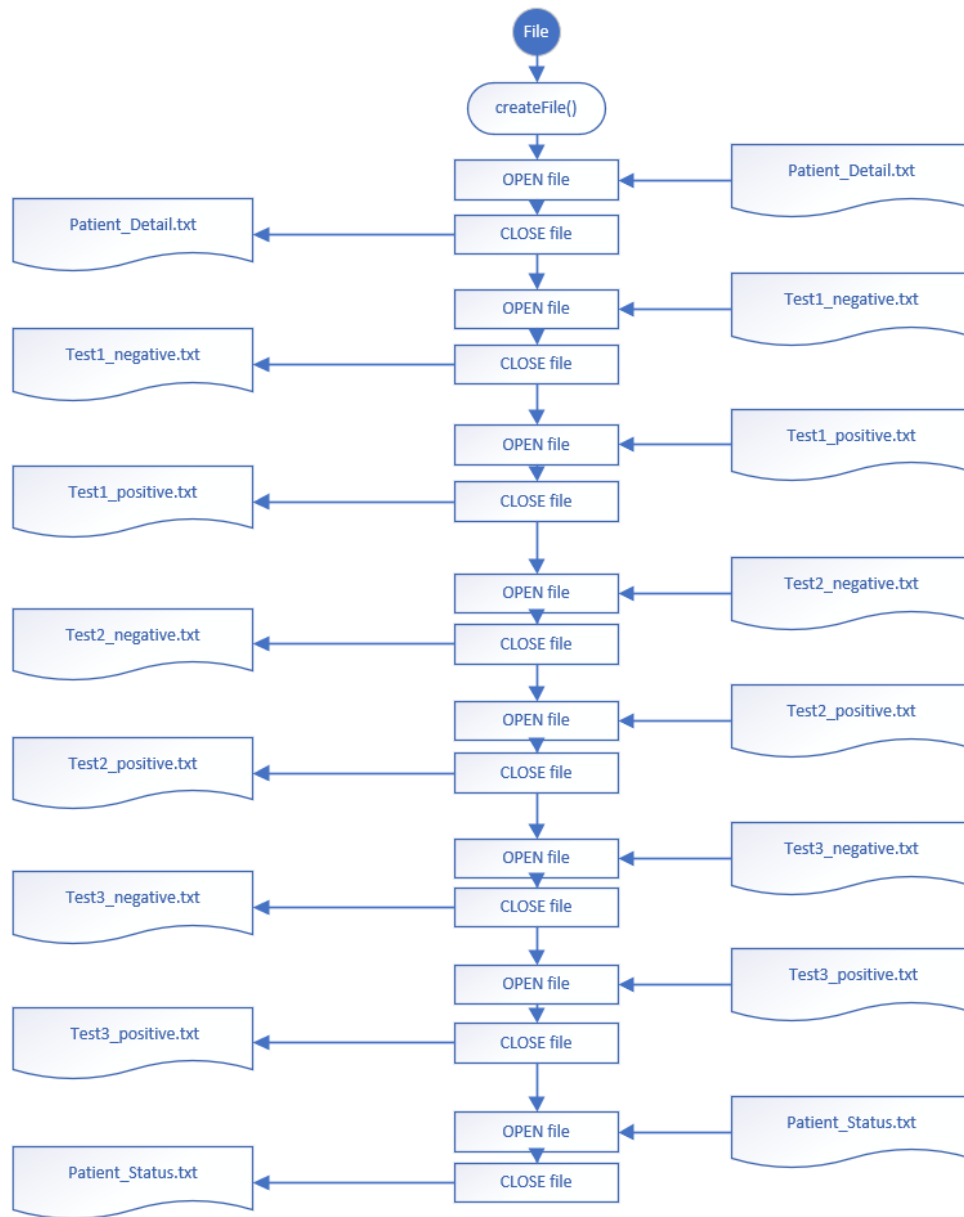 File
createFile()
OPEN file
Patient_Detail.txt
Patient_Detail.txt
CLOSE file
OPEN file
Test1_negative.txt
Test1_negative.txt
CLOSE file
OPEN file
Test1_positive.txt
Test1_positive.txt
CLOSE file
OPEN file
Test2_negative.txt
Test2_negative.txt
CLOSE file
OPEN file
Test2_positive.txt
Test2_positive.txt
CLOSE file
OPEN file
Test3_negative.txt
Test3_negative.txt
CLOSE file
OPEN file
Test3_positive.txt
Test3_positive.txt
CLOSE file
OPEN file
Patient_Status.txt
Patient_Status.txt
CLOSE file